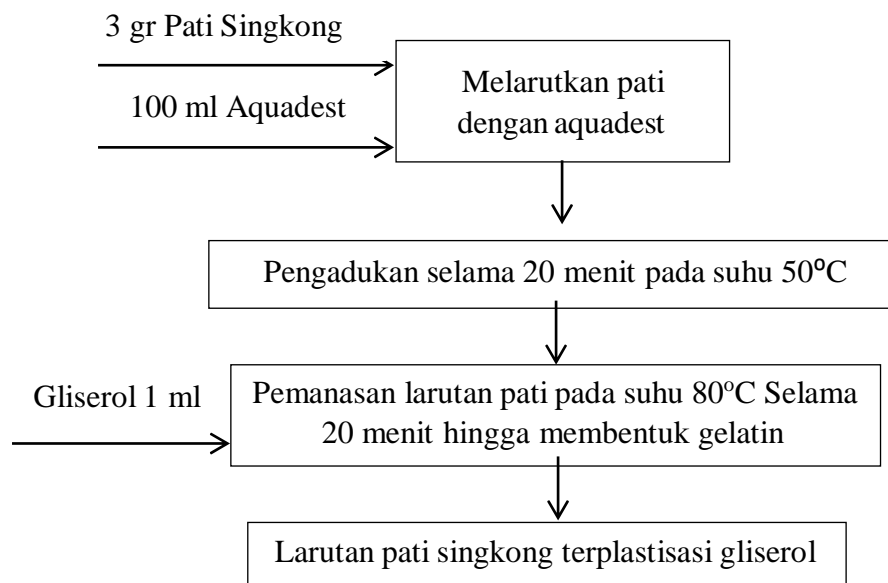 3 gr Pati Singkong
100 ml Aquadest
Melarutkan pati
dengan aquadest
Pengadukan selama 20 menit pada suhu 50⁰C
Gliserol 1 ml
Pemanasan larutan pati pada suhu 80ºC Selama
20 menit hingga membentuk gelatin
Larutan pati singkong terplastisasi gliserol